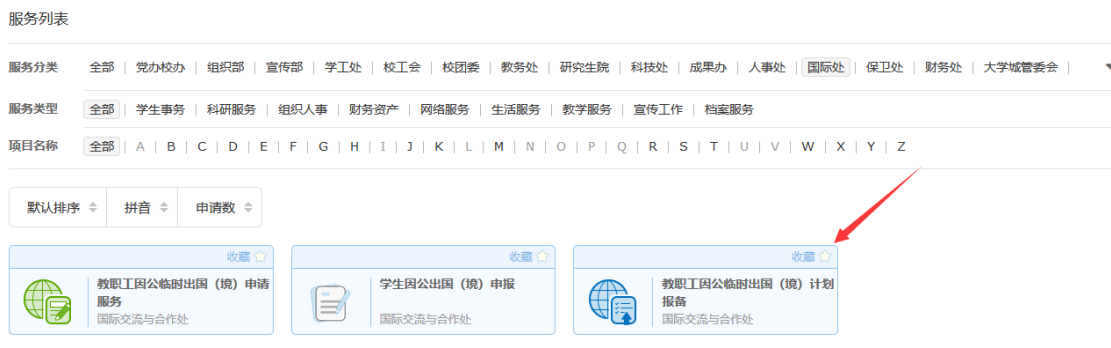 服务列表
服务分类 全部 | 党办校办 | 组织部 | 宣传部 | 学工处 | 校工会 | 校团委 | 教务处 | 研究生院 | 科技处 | 成果办 | 人事处 | 国际处 | 保卫处 | 财务处 | 大学城管委会 |
服务类型 全部 | 学生事务 | 科研服务 | 组织人事 | 财务资产 | 网络服务 | 生活服务 | 教学服务 | 宣传工作 | 档案服务
项目名称 全部 | A | B | C | D | E | F | G | H | I | J | K | L | M | N | O | P | Q | R | S | T | U | V | W | X | Y | Z
默认排序 拼音 申请数
收藏
教职工因公临时出国（境）申请
服务
国际交流与合作处
收藏
学生因公出国（境）申报
国际交流与合作处
收藏
教职工因公临时出国（境）计划
报备
国际交流与合作处